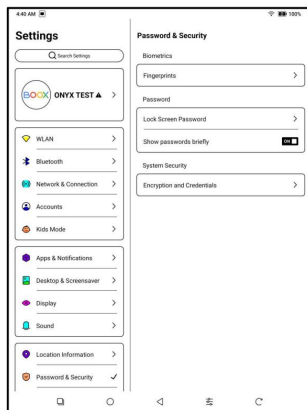 4:40 AM
100%
Settings
Search Settings
BOOX
ONYX TEST
WLAN
Bluetooth
Network & Connection
Accounts
Kids Mode
Apps & Notifications
Desktop & Screensaver
Display
Sound
Location Information
Password & Security
Password & Security
Biometrics
Fingerprints
Password
Lock Screen Password
Show passwords briefly
ON
System Security
Encryption and Credentials